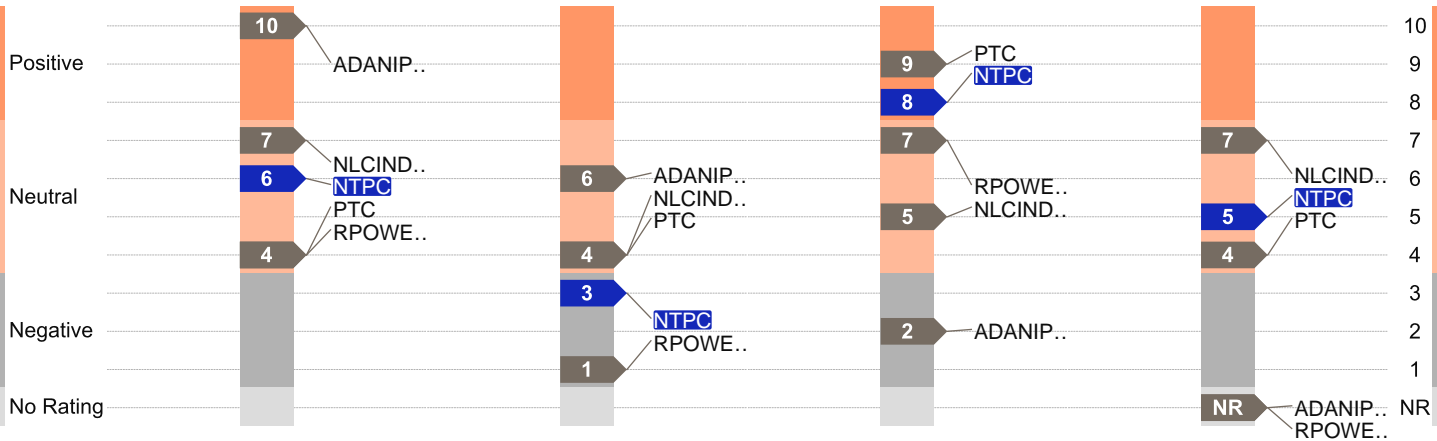 Positive
Neutral
Negative
No Rating
10
ADANIP..
7
NLCIND..
6
NTPC
PTC
RPOWE..
4
6
ADANIP..
NLCIND..
PTC
4
3
NTPC
RPOWE..
1
9
PTC
NTPC
8
7
RPOWE..
5
NLCIND..
2
ADANIP..
7
NLCIND..
NTPC
5
PTC
4
NR
ADANIP..
RPOWE..
10
9
8
7
6
5
4
3
2
1
NR